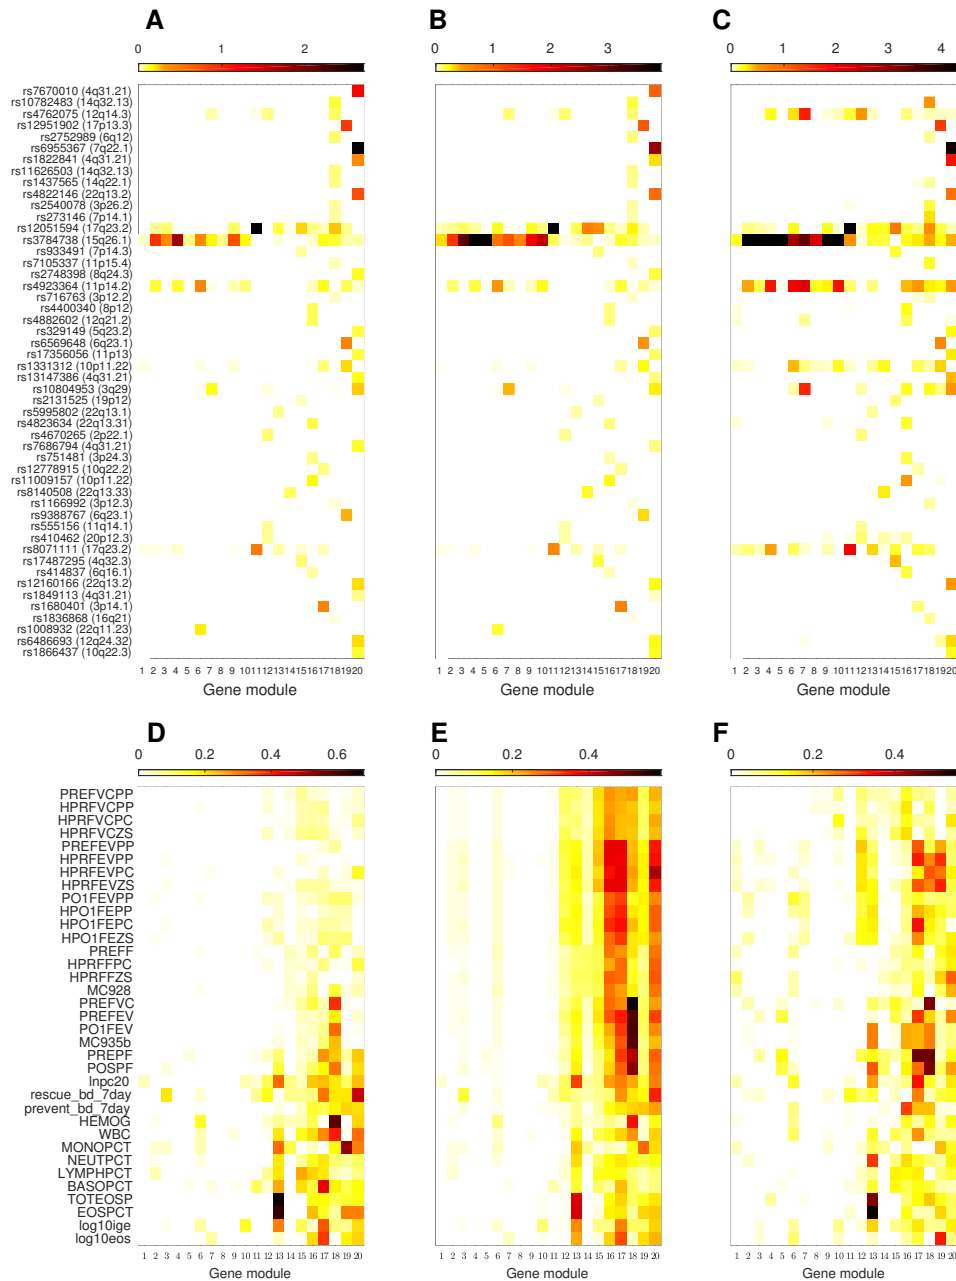 A
B
C
0 1 2
0 1 2 3
0 1 2 3 4
rs7670010 (4q31.21)
rs10782483 (14q32.13)
rs4762075 (12q14.3)
rs12951902 (17p13.3)
rs2752989 (6q12)
rs6955367 (7q22.1)
rs1822841 (4q31.21)
rs11626503 (14q32.13)
rs1437565 (14q22.1)
rs4822146 (22q13.2)
rs2540078 (3p26.2)
rs273146 (7p14.1)
rs12051594 (17q23.2)
rs3784738 (15q26.1)
rs933491 (7p14.3)
rs7105337 (11p15.4)
rs2748398 (8q24.3)
rs4923364 (11p14.2)
rs716763 (3p12.2)
rs4400340 (8p12)
rs4882602 (12q21.2)
rs329149 (5q23.2)
rs6569648 (6q23.1)
rs17356056 (11p13)
rs1331312 (10p11.22)
rs13147386 (4q31.21)
rs10804953 (3q29)
rs2131525 (19p12)
rs5995802 (22q13.1)
rs4823634 (22q13.31)
rs4670265 (2p22.1)
rs7686794 (4q31.21)
rs751481 (3p24.3)
rs12778915 (10q22.2)
rs11009157 (10p11.22)
rs8140508 (22q13.33)
rs1166992 (3p12.3)
rs9388767 (6q23.1)
rs555156 (11q14.1)
rs410462 (20p12.3)
rs8071111 (17q23.2)
rs17487295 (4q32.3)
rs414837 (6q16.1)
rs12160166 (22q13.2)
rs1849113 (4q31.21)
rs1680401 (3p14.1)
rs1836868 (16q21)
rs1008932 (22q11.23)
rs6486693 (12q24.32)
rs1866437 (10q22.3)
1 2 3 4 5 6 7 8 9 10 11 12 13 14 15 16 17 18 19 20
1 2 3 4 5 6 7 8 9 10 11 12 13 14 15 16 17 18 19 20
1 2 3 4 5 6 7 8 9 10 11 12 13 14 15 16 17 18 19 20
Gene module
Gene module
Gene module
D
E
F
0 0.2 0.4 0.6
0 0.2 0.4
0 0.2 0.4
PREFVCPP
HPRFVCPP
HPRFVCPC
HPRFVCZS
PREFEVPP
HPRFEVPP
HPRFEVPC
HPRFEVZS
PO1FEVPP
HPO1FEPP
HPO1FEPC
HPO1FEZS
PREFF
HPRFFPC
HPRFFZS
MC928
PREFVC
PREFEV
PO1FEV
MC935b
PREPF
POSPF
lnpc20
rescue_bd_7day
prevent_bd_7day
HEMOG
WBC
MONOPCT
NEUTPCT
LYMPHPCT
BASOPCT
TOTEOSP
EOSPCT
log10ige
log10eos
1 2 3 4 5 6 7 8 9 10 11 12 13 14 15 16 17 18 19 20
1 2 3 4 5 6 7 8 9 10 11 12 13 14 15 16 17 18 19 20
1 2 3 4 5 6 7 8 9 10 11 12 13 14 15 16 17 18 19 20
Gene module
Gene module
Gene module